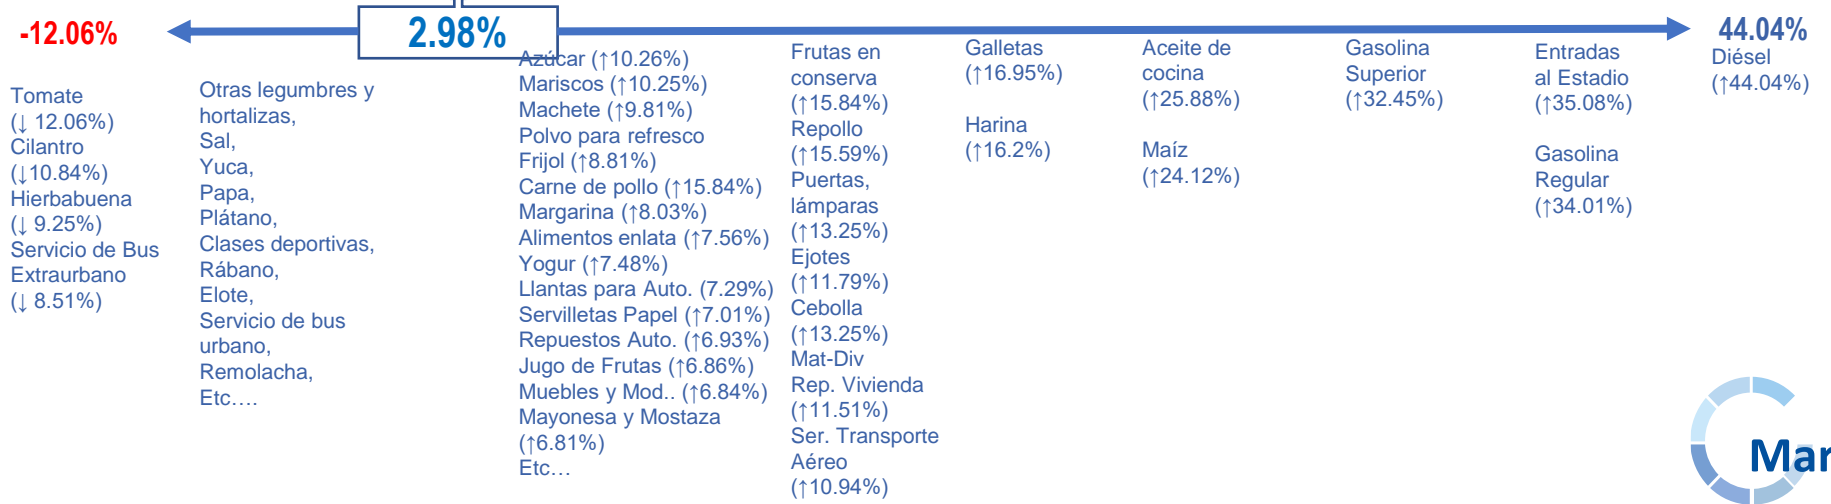 -12.06%
2.98%
44.04%
Tomate
(↓ 12.06%)
Cilantro
(↓10.84%)
Hierbabuena
(↓ 9.25%)
Servicio de Bus
Extraurbano
(↓ 8.51%)
Otras legumbres y
hortalizas,
Sal,
Yuca,
Papa,
Plátano,
Clases deportivas,
Rábano,
Elote,
Servicio de bus
urbano,
Remolacha,
Etc….
Azúcar (↑10.26%)
Mariscos (↑10.25%)
Machete (↑9.81%)
Polvo para refresco
Frijol (↑8.81%)
Carne de pollo (↑15.84%)
Margarina (↑8.03%)
Alimentos enlata (↑7.56%)
Yogur (↑7.48%)
Llantas para Auto. (7.29%)
Servilletas Papel (↑7.01%)
Repuestos Auto. (↑6.93%)
Jugo de Frutas (↑6.86%)
Muebles y Mod.. (↑6.84%)
Mayonesa y Mostaza
(↑6.81%)
Etc…
Frutas en
conserva
(↑15.84%)
Repollo
(↑15.59%)
Puertas,
lámparas
(↑13.25%)
Ejotes
(↑11.79%)
Cebolla
(↑13.25%)
Mat-Div
Rep. Vivienda
(↑11.51%)
Ser. Transporte
Aéreo
(↑10.94%)
Galletas
(↑16.95%)
Harina
(↑16.2%)
Aceite de
cocina
(↑25.88%)
Maíz
(↑24.12%)
Gasolina
Superior
(↑32.45%)
Entradas
al Estadio
(↑35.08%)
Gasolina
Regular
(↑34.01%)
Diésel
(↑44.04%)
Mar